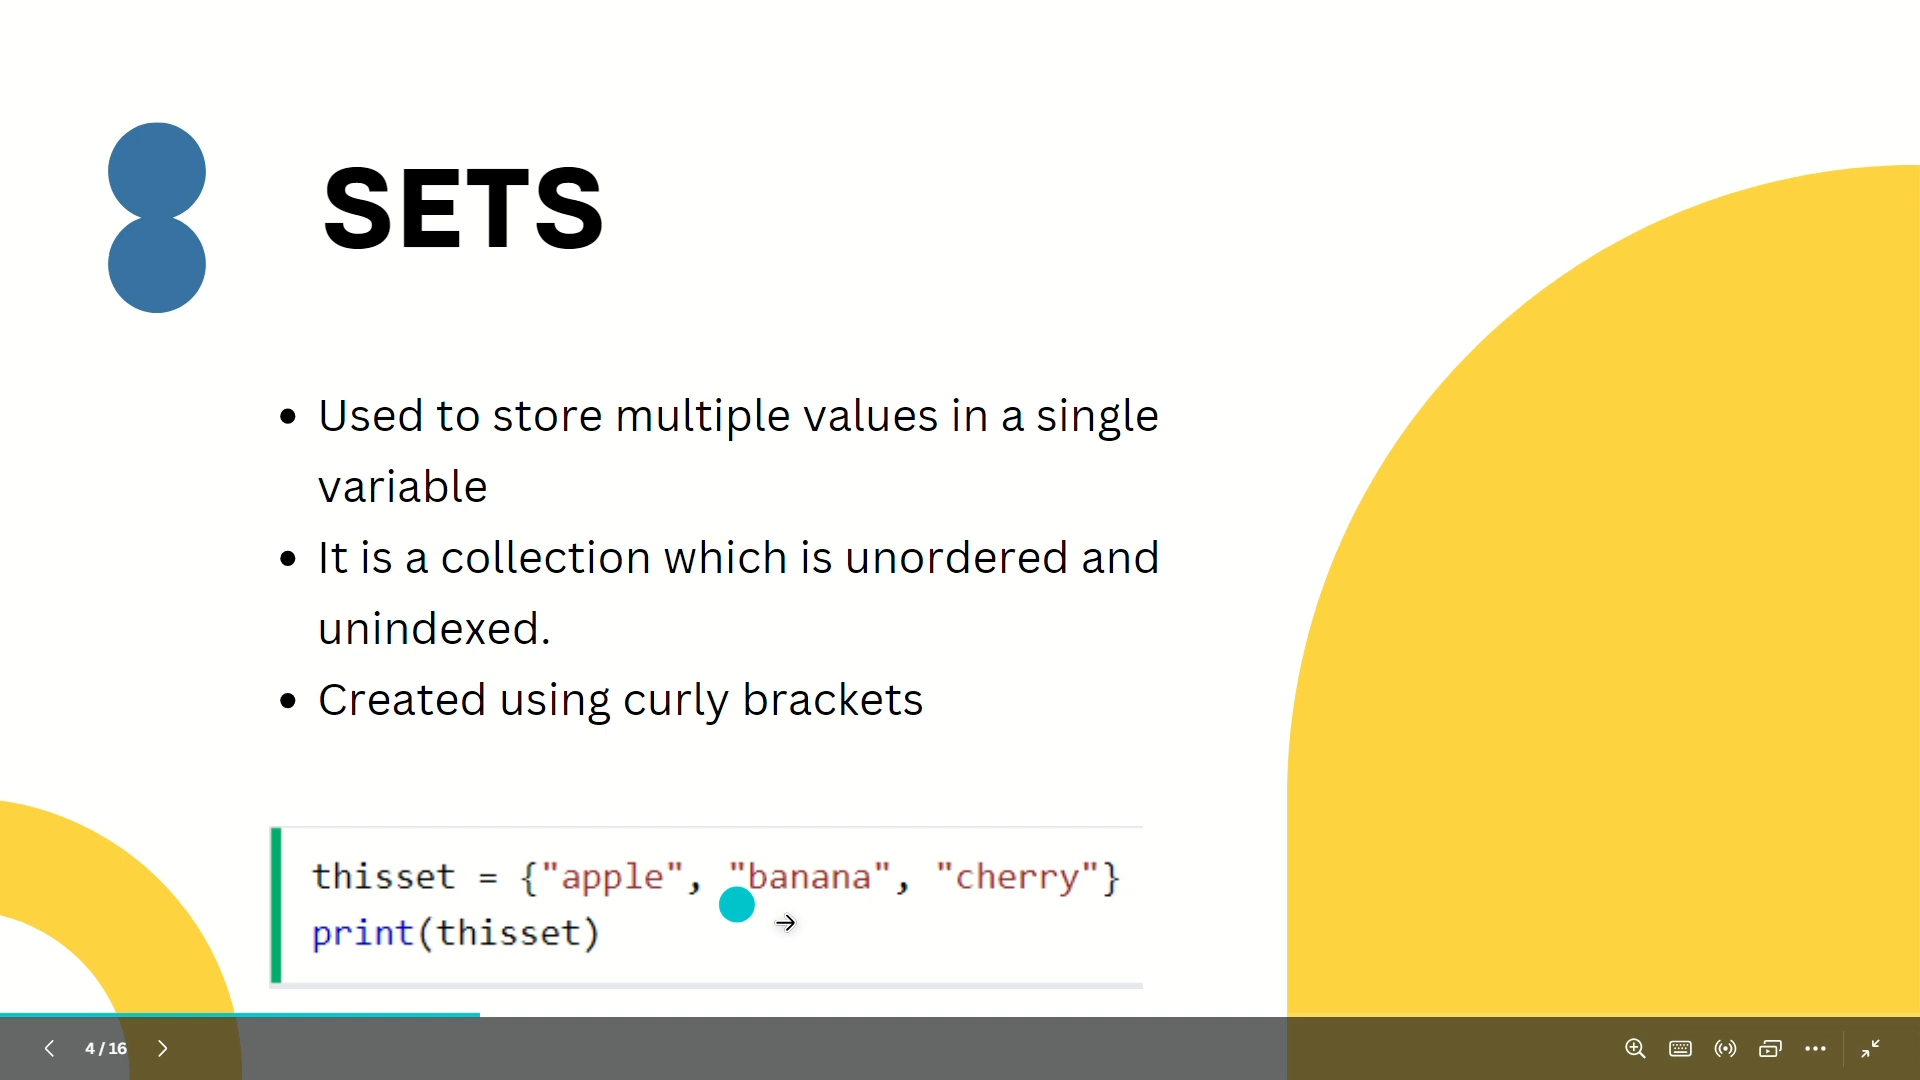 SETS
• Used to store multiple values in a single
variable
• It is a collection which is unordered and
unindexed.
• Created using curly brackets
thisset = {"apple", "banana", "cherry"}
print(thisset)
4 / 16